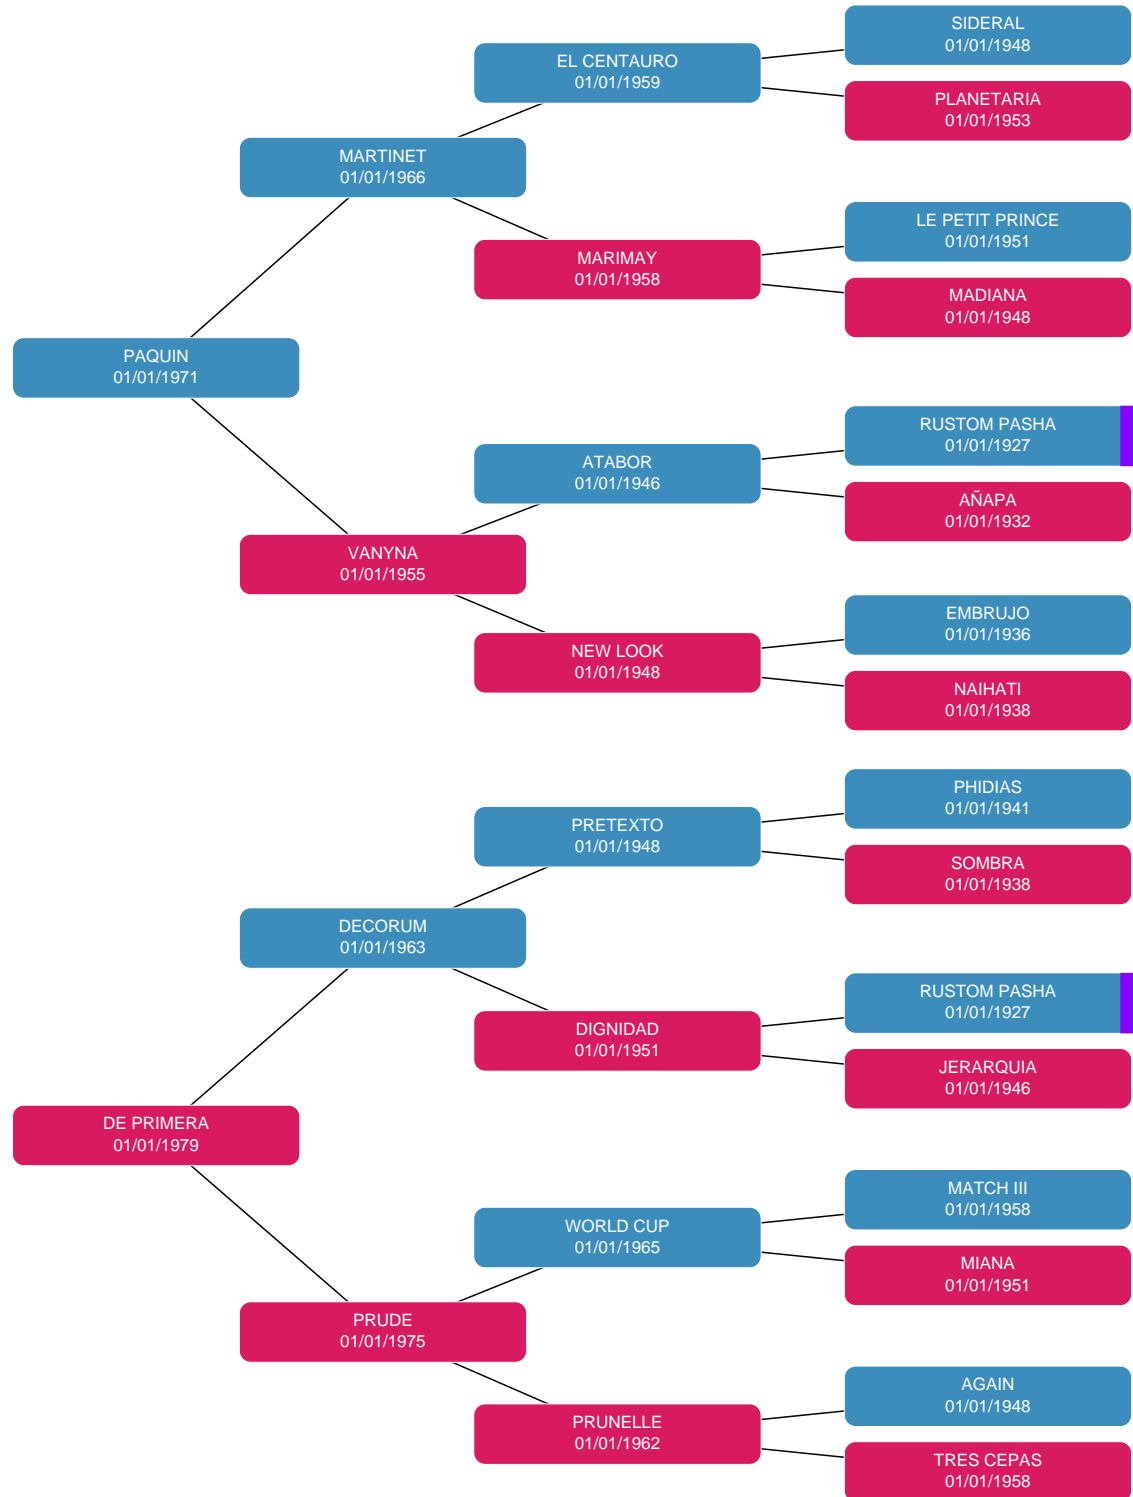 SIDERAL
01/01/1948
EL CENTAURO
01/01/1959
PLANETARIA
01/01/1953
MARTINET
01/01/1966
LE PETIT PRINCE
01/01/1951
MARIMAY
01/01/1958
MADIANA
01/01/1948
PAQUIN
01/01/1971
RUSTOM PASHA
01/01/1927
ATABOR
01/01/1946
AÑAPA
01/01/1932
VANYNA
01/01/1955
EMBRUJO
01/01/1936
NEW LOOK
01/01/1948
NAIHATI
01/01/1938
PHIDIAS
01/01/1941
PRETEXTO
01/01/1948
SOMBRA
01/01/1938
DECORUM
01/01/1963
RUSTOM PASHA
01/01/1927
DIGNIDAD
01/01/1951
JERARQUIA
01/01/1946
DE PRIMERA
01/01/1979
MATCH III
01/01/1958
WORLD CUP
01/01/1965
MIANA
01/01/1951
PRUDE
01/01/1975
AGAIN
01/01/1948
PRUNELLE
01/01/1962
TRES CEPAS
01/01/1958